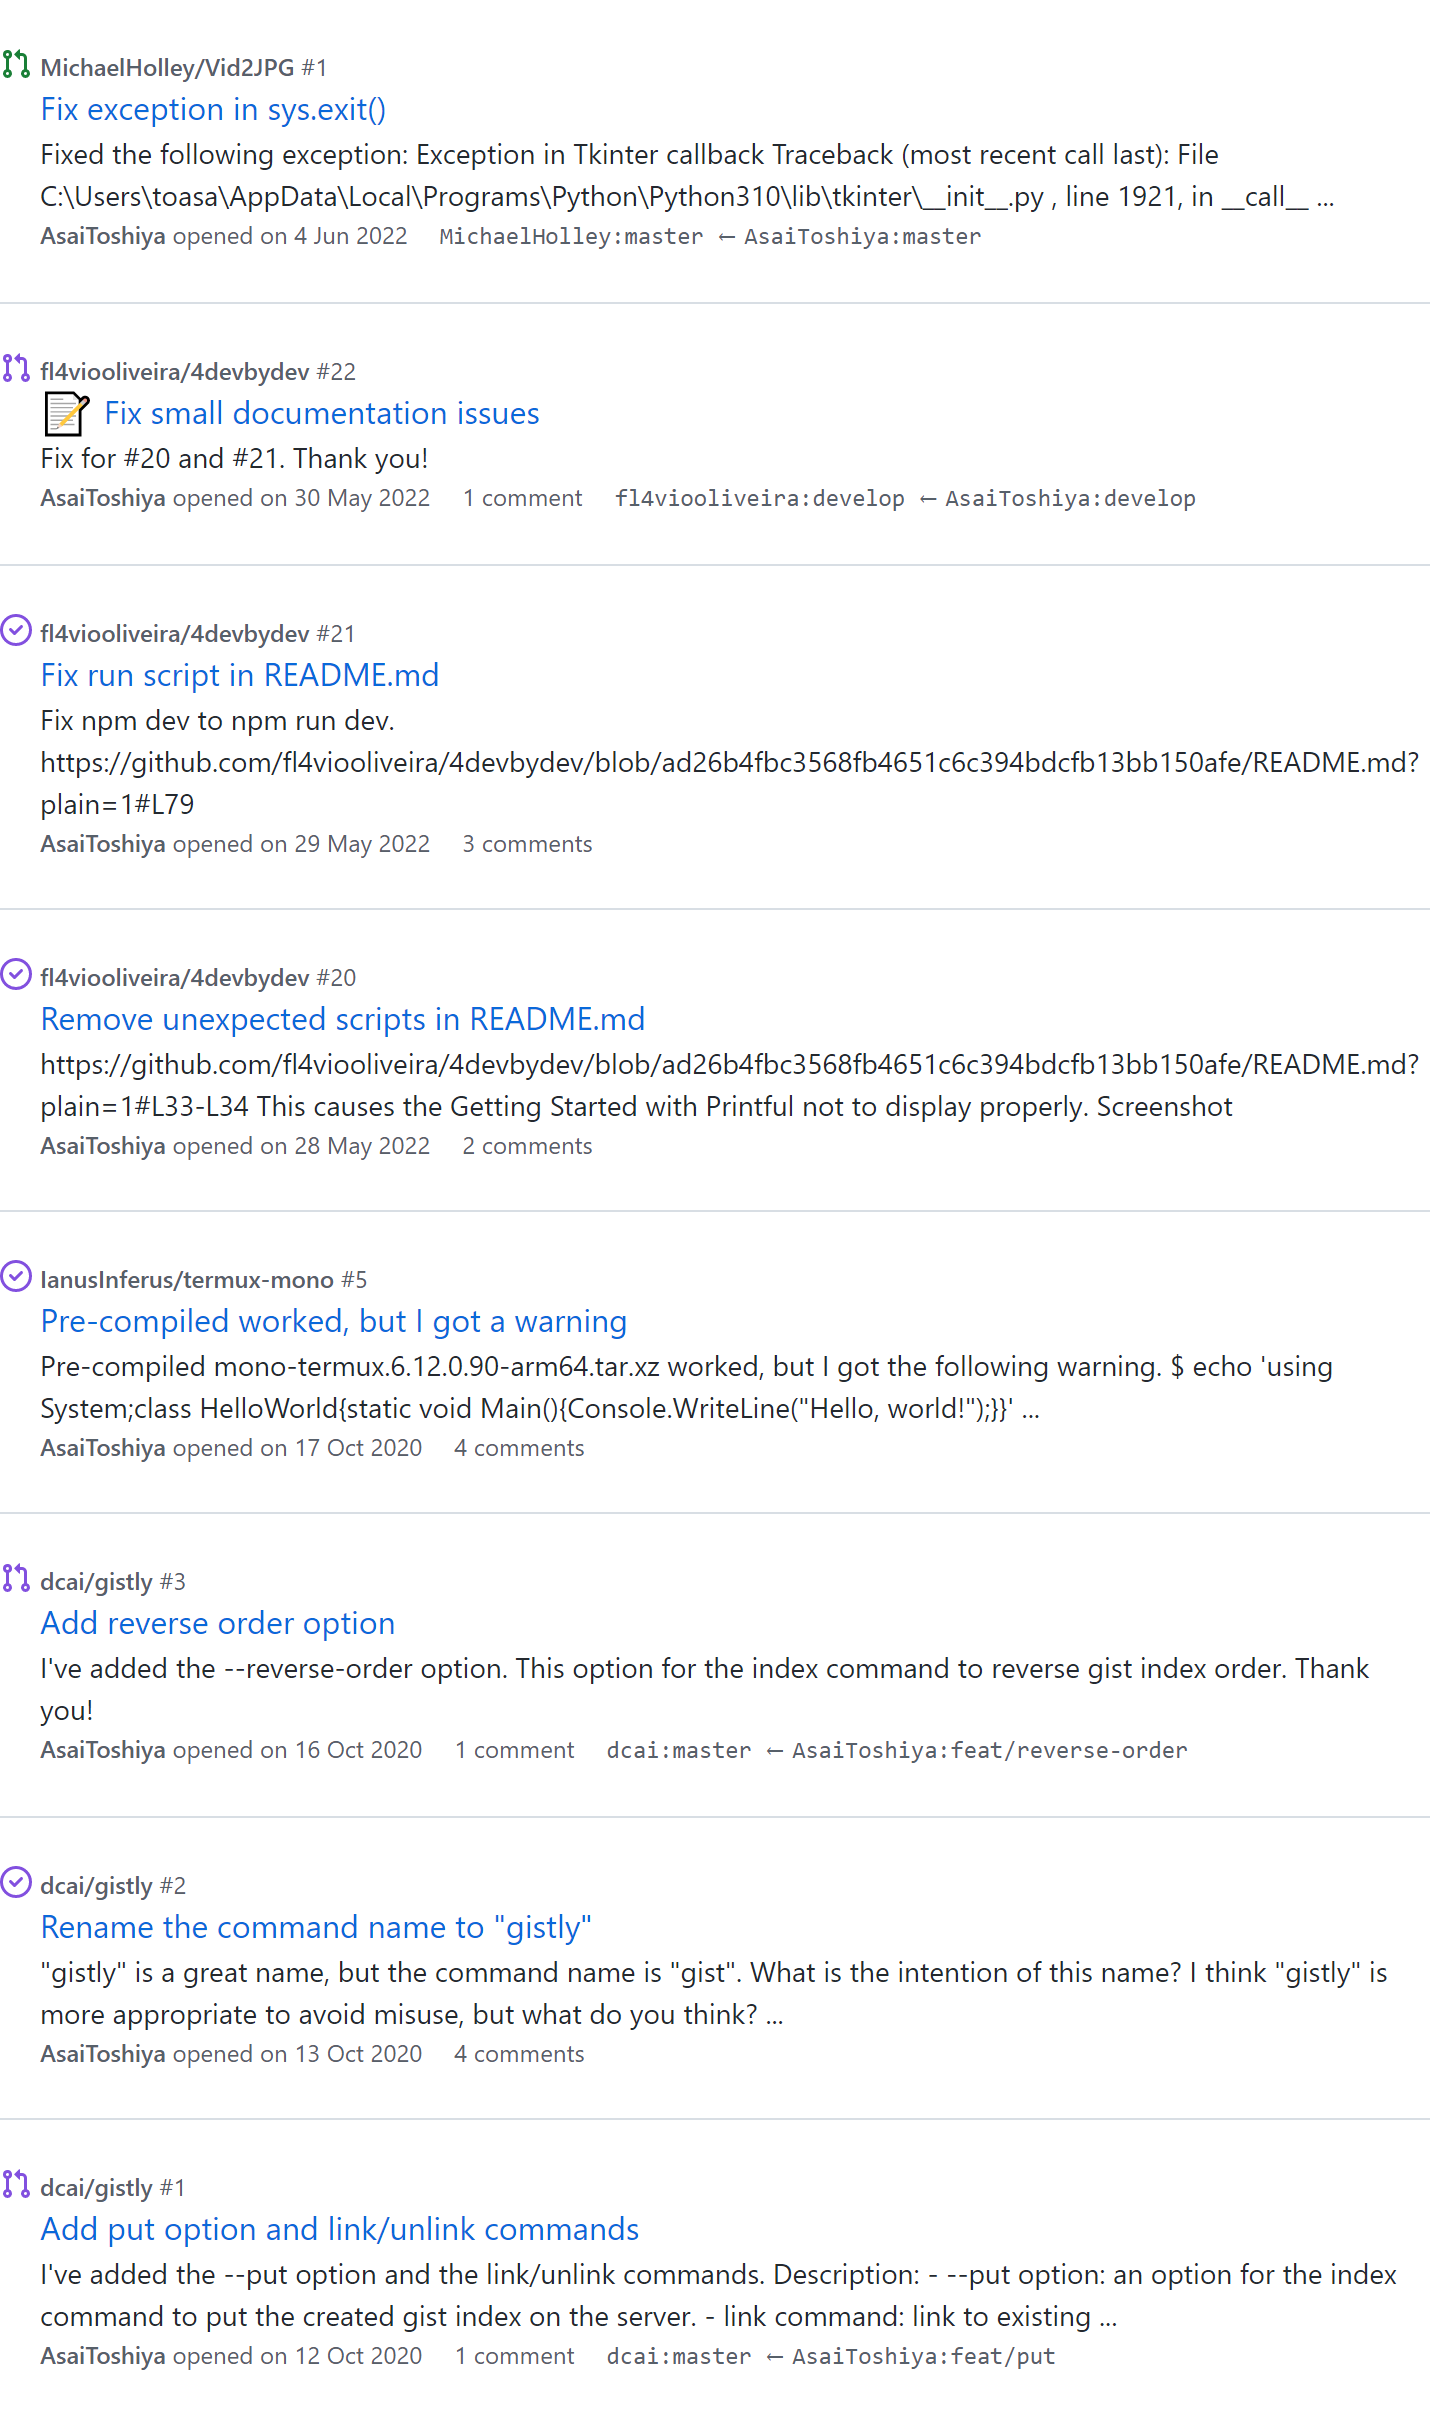 MichaelHolley/Vid2JPG #1
Fix exception in sys.exit()
Fixed the following exception: Exception in Tkinter callback Traceback (most recent call last): File
C:\Users\toasa\AppData\Local\Programs\Python\Python310\lib\tkinter\__init__.py , line 1921, in __call__ ...
AsaiToshiya opened on 4 Jun 2022 MichaelHolley:master ← AsaiToshiya:master
fl4viooliveira/4devbydev #22
📝 Fix small documentation issues
Fix for #20 and #21. Thank you!
AsaiToshiya opened on 30 May 2022 1 comment fl4viooliveira:develop ← AsaiToshiya:develop
fl4viooliveira/4devbydev #21
Fix run script in README.md
Fix npm dev to npm run dev.
https://github.com/fl4viooliveira/4devbydev/blob/ad26b4fbc3568fb4651c6c394bdcfb13bb150afe/README.md?
plain=1#L79
AsaiToshiya opened on 29 May 2022 3 comments
fl4viooliveira/4devbydev #20
Remove unexpected scripts in README.md
https://github.com/fl4viooliveira/4devbydev/blob/ad26b4fbc3568fb4651c6c394bdcfb13bb150afe/README.md?
plain=1#L33-L34 This causes the Getting Started with Printful not to display properly. Screenshot
AsaiToshiya opened on 28 May 2022 2 comments
IanusInferus/termux-mono #5
Pre-compiled worked, but I got a warning
Pre-compiled mono-termux.6.12.0.90-arm64.tar.xz worked, but I got the following warning. $ echo 'using
System;class HelloWorld{static void Main(){Console.WriteLine("Hello, world!");}}' ...
AsaiToshiya opened on 17 Oct 2020 4 comments
dcai/gistly #3
Add reverse order option
I've added the --reverse-order option. This option for the index command to reverse gist index order. Thank
you!
AsaiToshiya opened on 16 Oct 2020 1 comment dcai:master ← AsaiToshiya:feat/reverse-order
dcai/gistly #2
Rename the command name to "gistly"
"gistly" is a great name, but the command name is "gist". What is the intention of this name? I think "gistly" is
more appropriate to avoid misuse, but what do you think? ...
AsaiToshiya opened on 13 Oct 2020 4 comments
dcai/gistly #1
Add put option and link/unlink commands
I've added the --put option and the link/unlink commands. Description: - --put option: an option for the index
command to put the created gist index on the server. - link command: link to existing ...
AsaiToshiya opened on 12 Oct 2020 1 comment dcai:master ← AsaiToshiya:feat/put